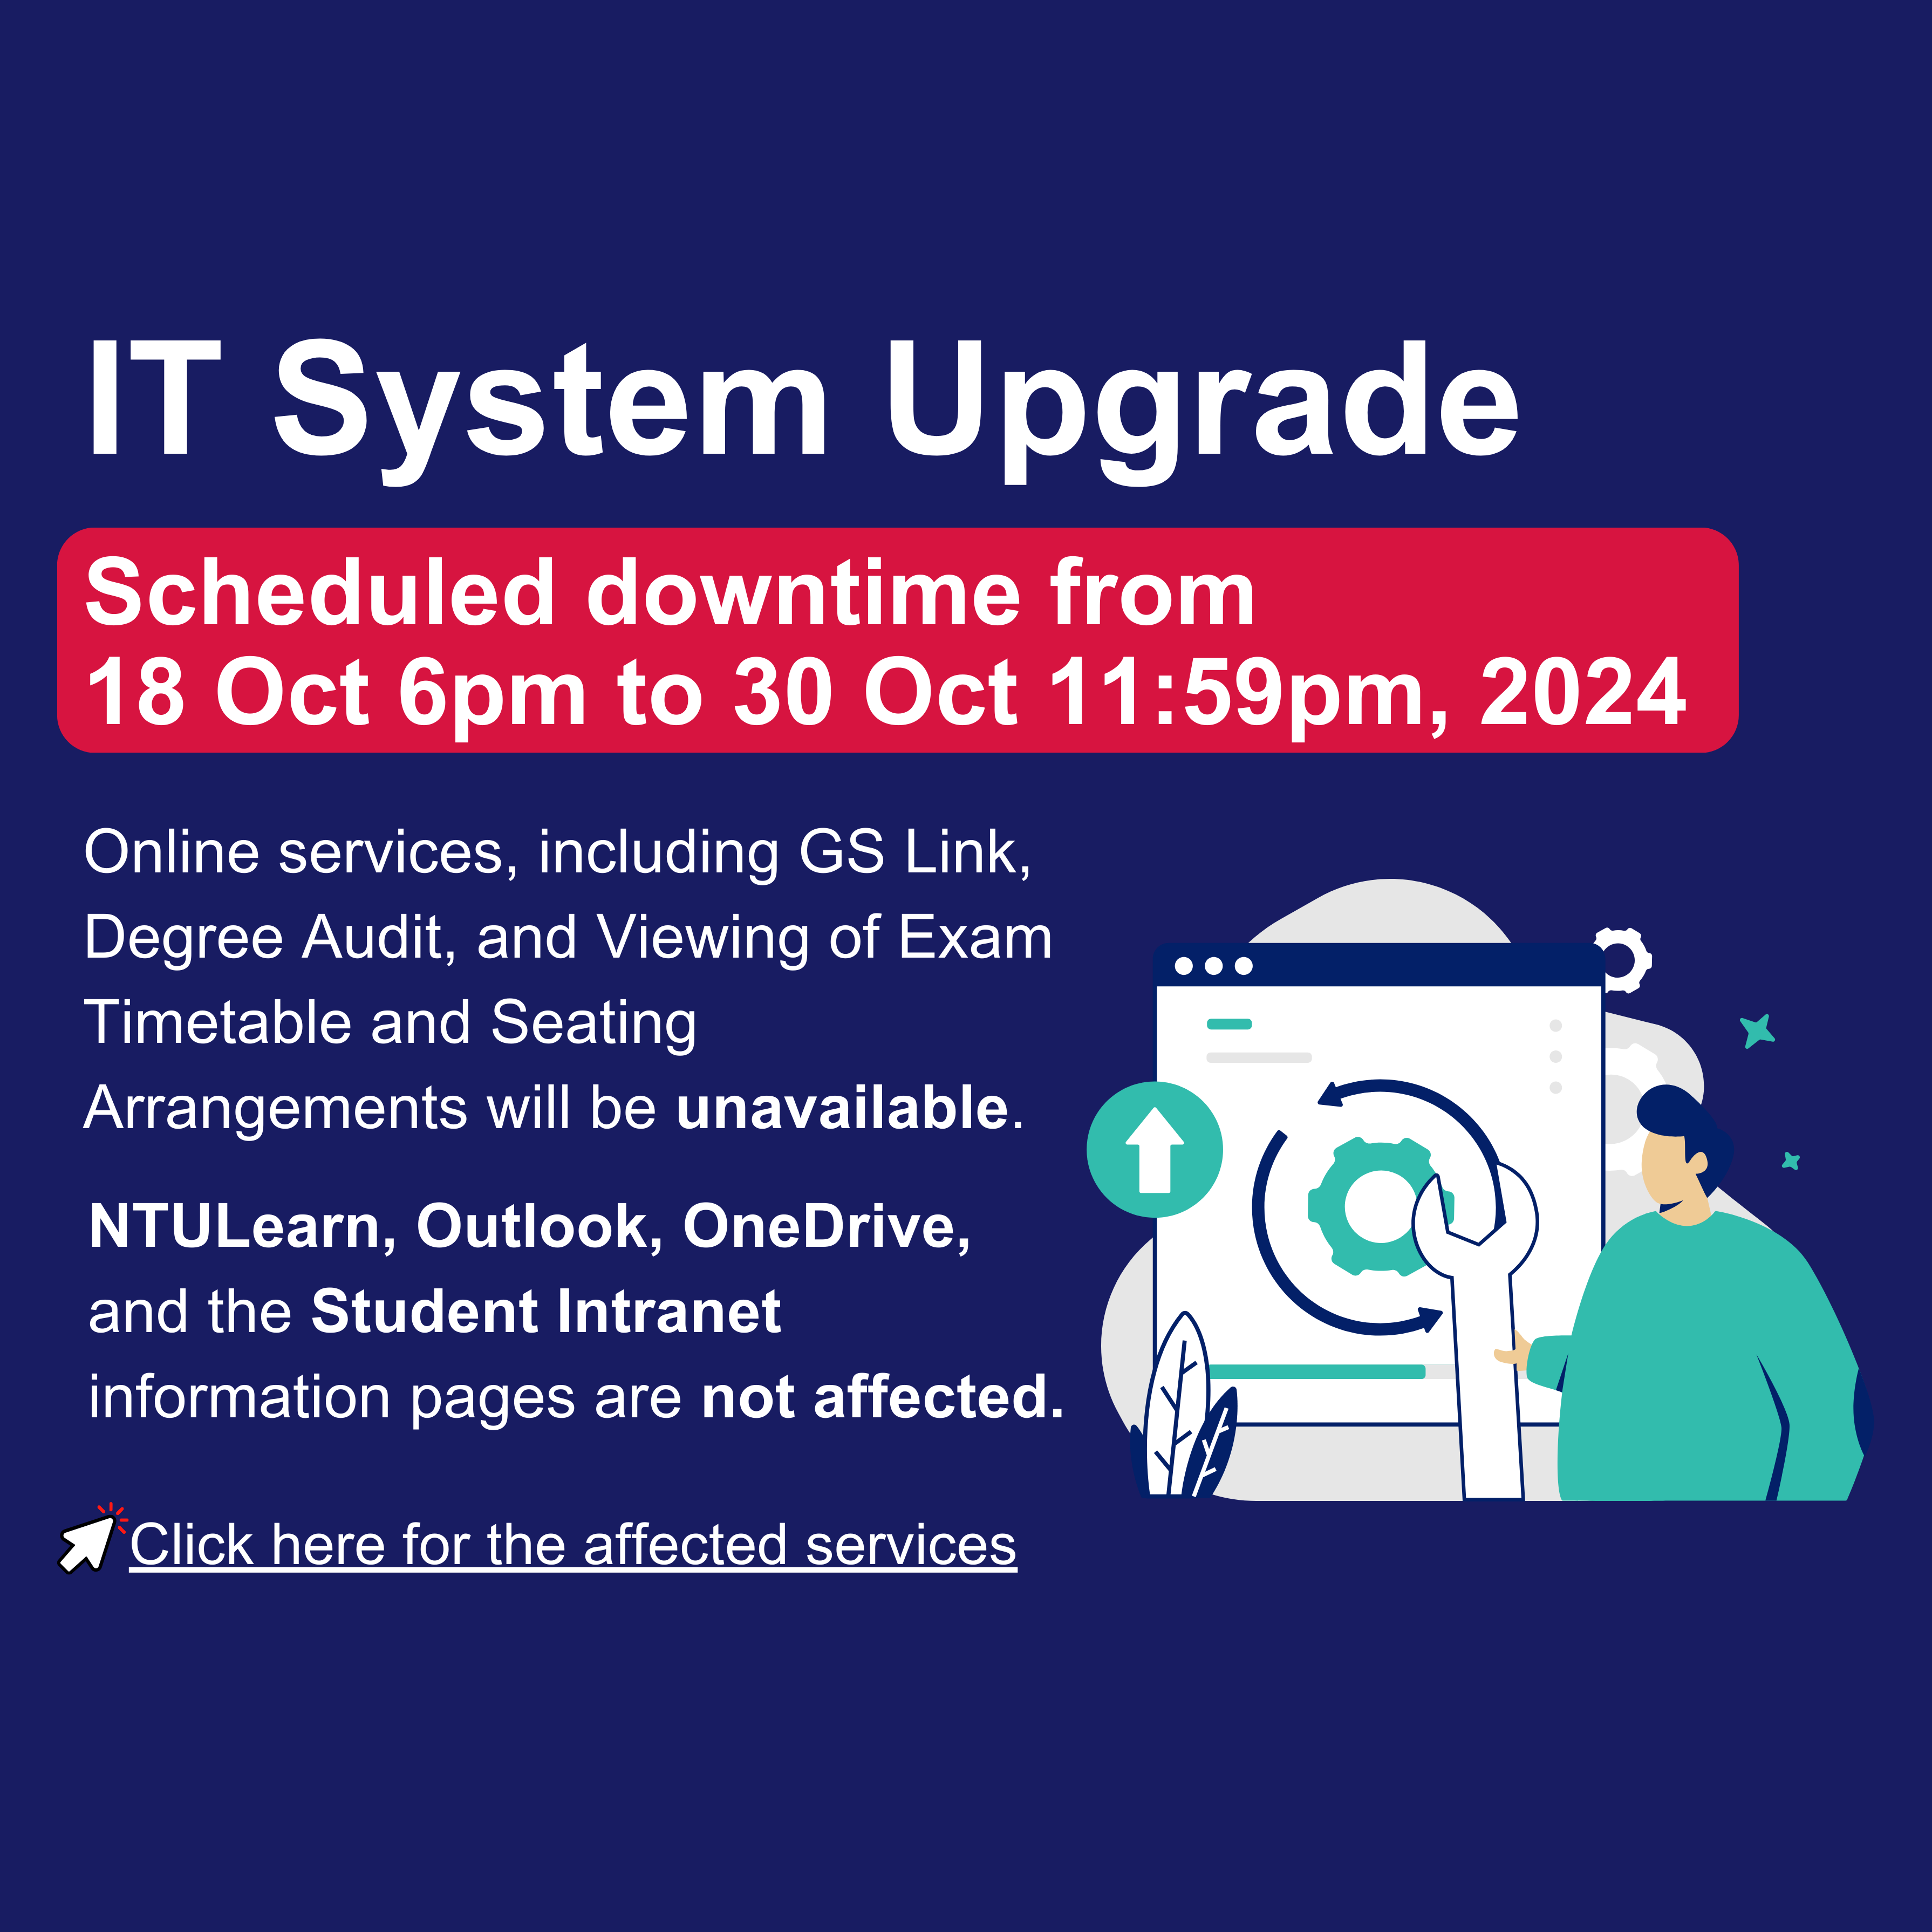 IT System Upgrade
Scheduled downtime from
18 Oct 6pm to 30 Oct 11:59pm, 2024
Online services, including GS Link,
Degree Audit, and Viewing of Exam
Timetable and Seating
Arrangements will be unavailable.
NTULearn, Outlook, OneDrive,
and the Student Intranet
information pages are not affected.
Click here for the affected services